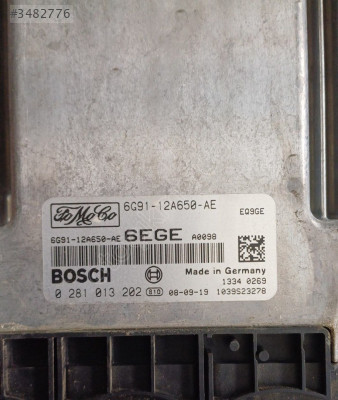 #3482776
FoMoCo 6G91-12A650-AE
EQ9GE
6G91-12A650-AE 6EGE A0098
BOSCH Made in Germany
1334 0269
0 281 013 202 S10 08-09-19 1039S23278